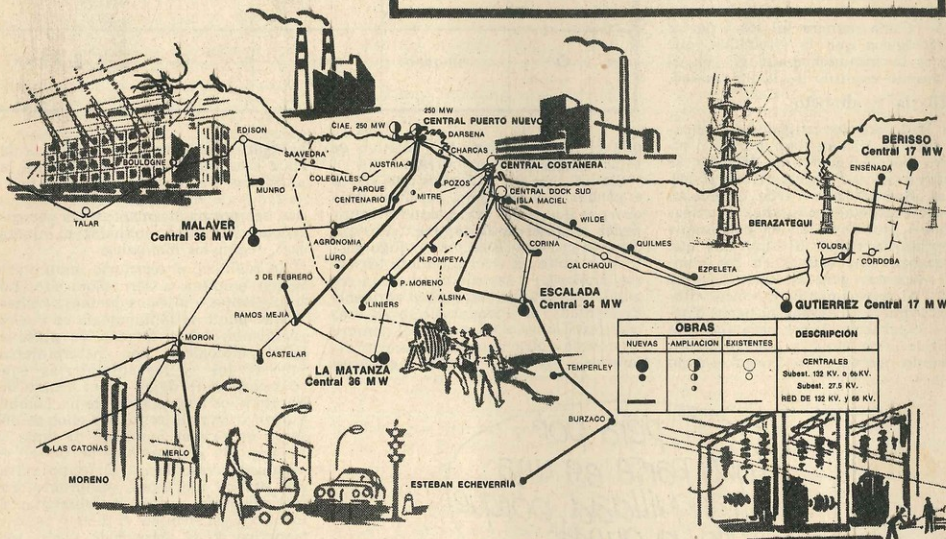 250 MW
CIAE. 250 MW
CENTRAL PUERTO NUEVO
DARSENA
EDISON
CHARCAS
SAAVEDRA
BERISSO
Central 17 MW
BOULOGNE
AUSTRIA
CENTRAL COSTANERA
ENSENADA
COLEGIALES
MUNRO
PARQUE
CENTENARIO
MITRE
POZOS
CENTRAL DOCK SUD
ISLA MACIEL
TALAR
MALAVER
Central 36 MW
WILDE
BERAZATEGUI
AGRONOMIA
LURO
N. POMPEYA
CORINA
QUILMES
TOLOSA
CORDOBA
CALCHAQUI
3 DE FEBRERO
P. MORENO
EZPELETA
LINIERS
V. ALSINA
ESCALADA
Central 34 MW
GUTIERREZ Central 17 MW
RAMOS MEJIA
MORON
CASTELAR
LA MATANZA
Central 36 MW
OBRAS
DESCRIPCIÓN
NUEVAS
AMPLIACION
EXISTENTES
CENTRALES
Subest. 132 KV. o 66 KV.
Subest. 27.5 KV.
RED DE 132 KV. y 66 KV.
TEMPERLEY
BURZACO
LAS CATONAS
MERLO
MORENO
ESTEBAN ECHEVERRIA